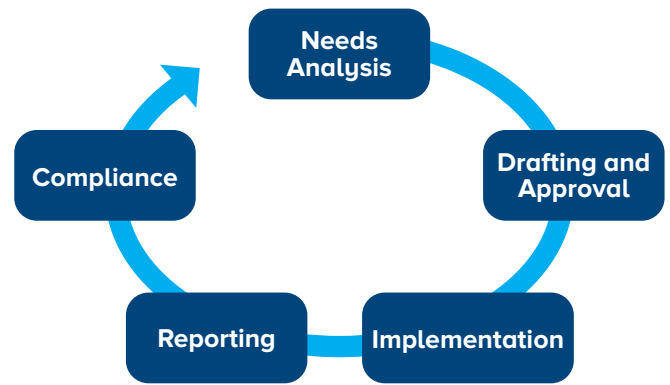 Needs
Analysis
Drafting and
Approval
Implementation
Reporting
Compliance